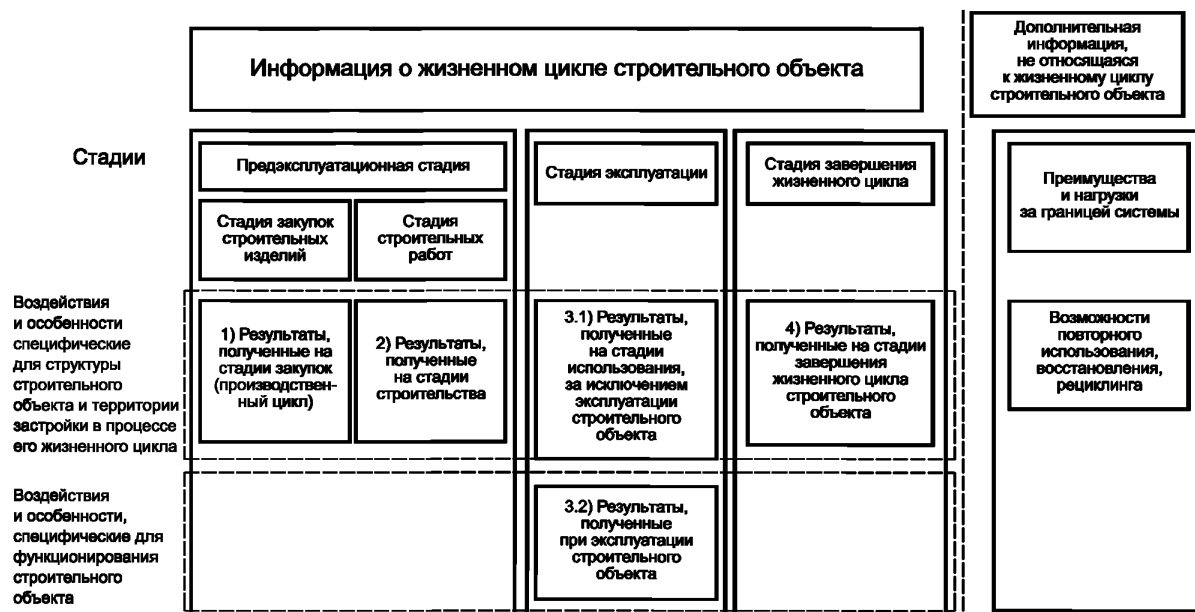 Информация о жизненном цикле строительного объекта
Дополнительная
информация,
не относящаяся
к жизненному циклу
строительного объекта
Стадии
Предэксплуатационная стадия
Стадия эксплуатации
Стадия завершения
жизненного цикла
Преимущества
и нагрузки
за границей системы
Стадия закупок
строительных
изделий
Стадия
строительных
работ
Воздействия
и особенности
специфические
для структуры
строительного
объекта и территории
застройки в процессе
его жизненного цикла
1) Результаты,
полученные на
стадии закупок
(производствен-
ный цикл)
2) Результаты,
полученные
на стадии
строительства
3.1) Результаты,
полученные
на стадии
использования,
за исключением
эксплуатации
строительного
объекта
4) Результаты,
полученные на стадии
завершения
жизненного цикла
строительного
объекта
Возможности
повторного
использования,
восстановления,
рециклинга
Воздействия
и особенности,
специфические для
функционирования
строительного
объекта
3.2) Результаты,
полученные
при эксплуатации
строительного
объекта